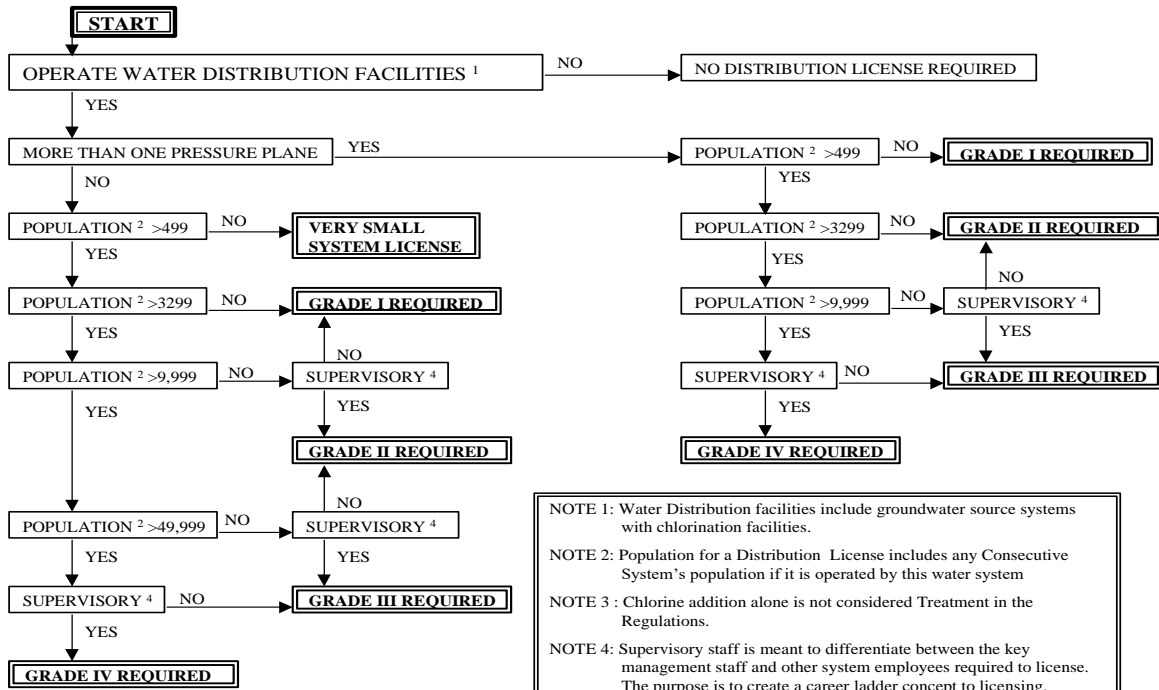 START
OPERATE WATER DISTRIBUTION FACILITIES 1
NO
NO DISTRIBUTION LICENSE REQUIRED
YES
MORE THAN ONE PRESSURE PLANE
YES
POPULATION 2 >499
NO
GRADE I REQUIRED
NO
YES
POPULATION 2 >499
NO
VERY SMALL
SYSTEM LICENSE
POPULATION 2 >3299
NO
GRADE II REQUIRED
YES
YES
NO
POPULATION 2 >3299
NO
GRADE I REQUIRED
POPULATION 2 >9,999
NO
SUPERVISORY 4
YES
NO
YES
YES
POPULATION 2 >9,999
NO
SUPERVISORY 4
SUPERVISORY 4
NO
GRADE III REQUIRED
YES
YES
YES
GRADE II REQUIRED
GRADE IV REQUIRED
NO
POPULATION 2 >49,999
NO
SUPERVISORY 4
YES
YES
SUPERVISORY 4
NO
GRADE III REQUIRED
YES
GRADE IV REQUIRED
NOTE 1: Water Distribution facilities include groundwater source systems
with chlorination facilities.
NOTE 2: Population for a Distribution License includes any Consecutive
System's population if it is operated by this water system
NOTE 3 : Chlorine addition alone is not considered Treatment in the
Regulations.
NOTE 4: Supervisory staff is meant to differentiate between the key
management staff and other system employees required to license.
The purpose is to create a career ladder concept to licensing.